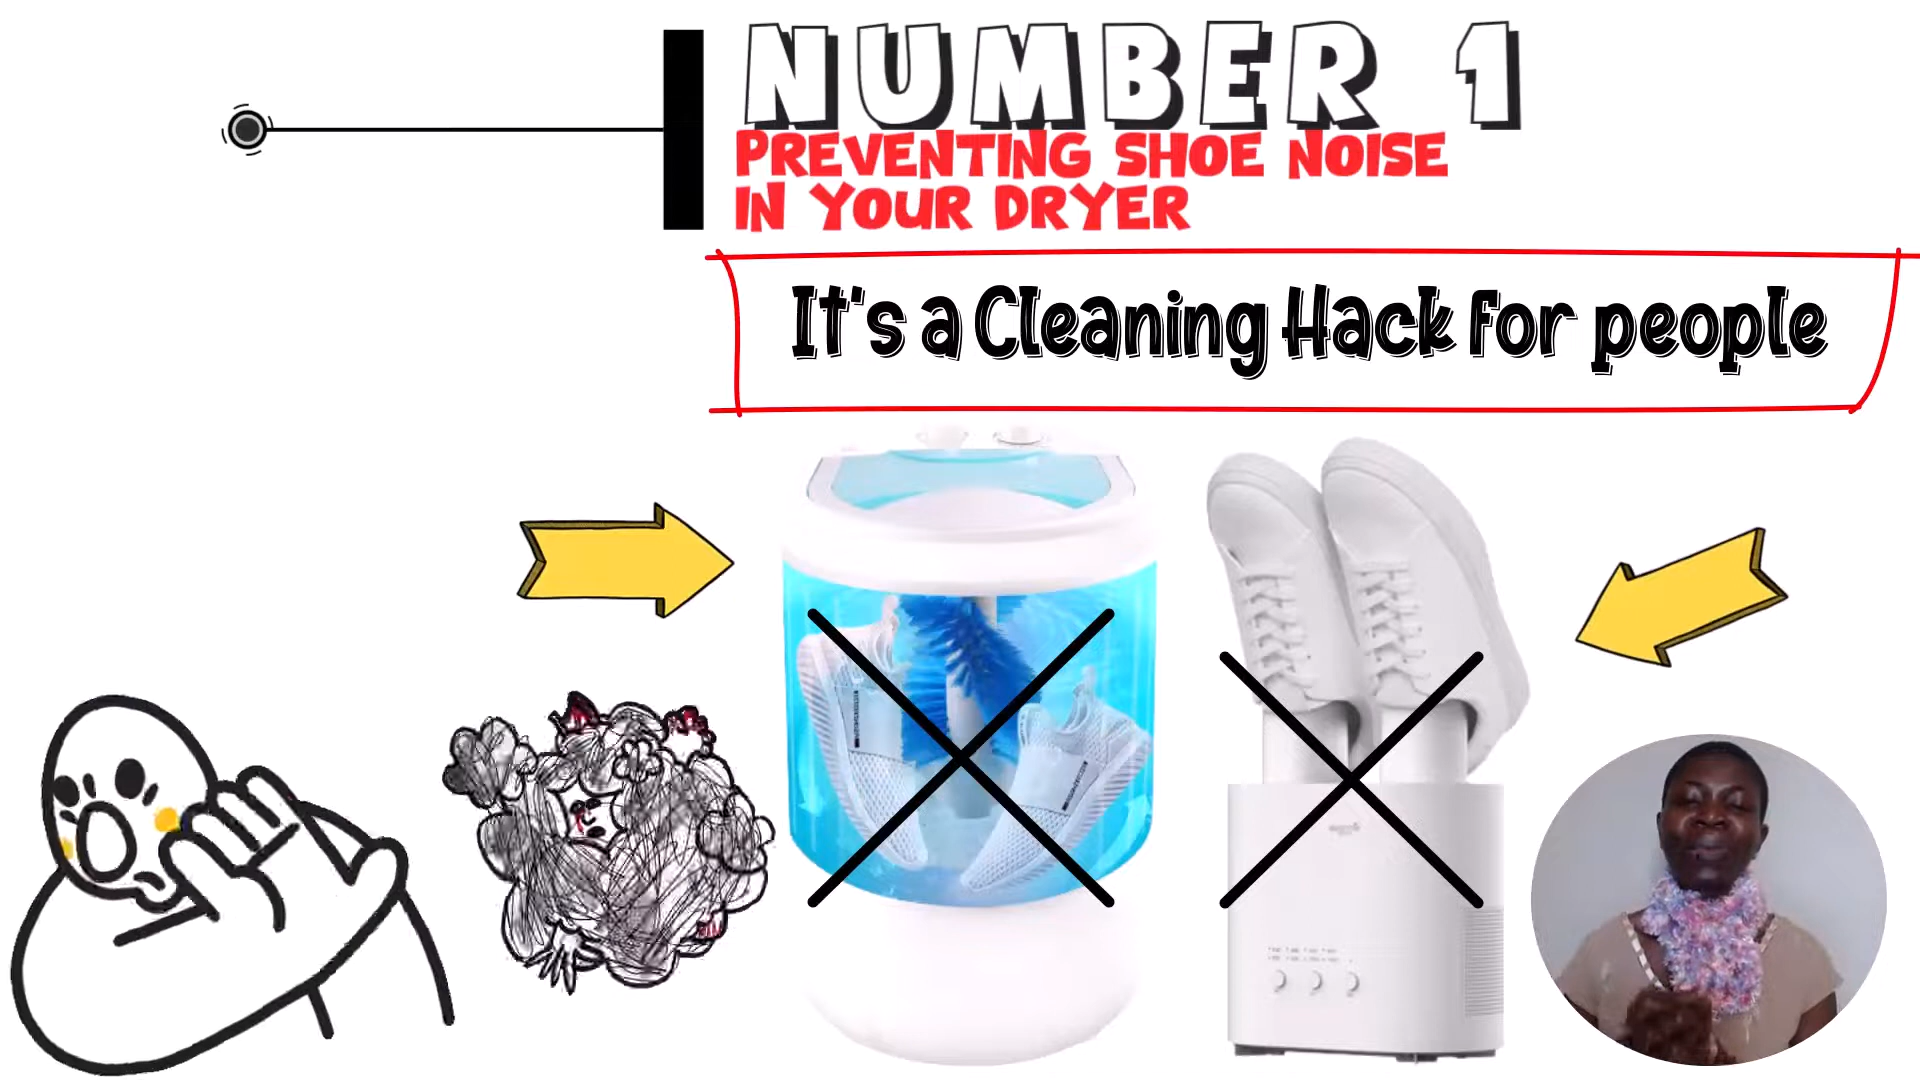 NUMBER 1
PREVENTING SHOE NOISE
IN YOUR DRYER
It's a Cleaning Hack for people